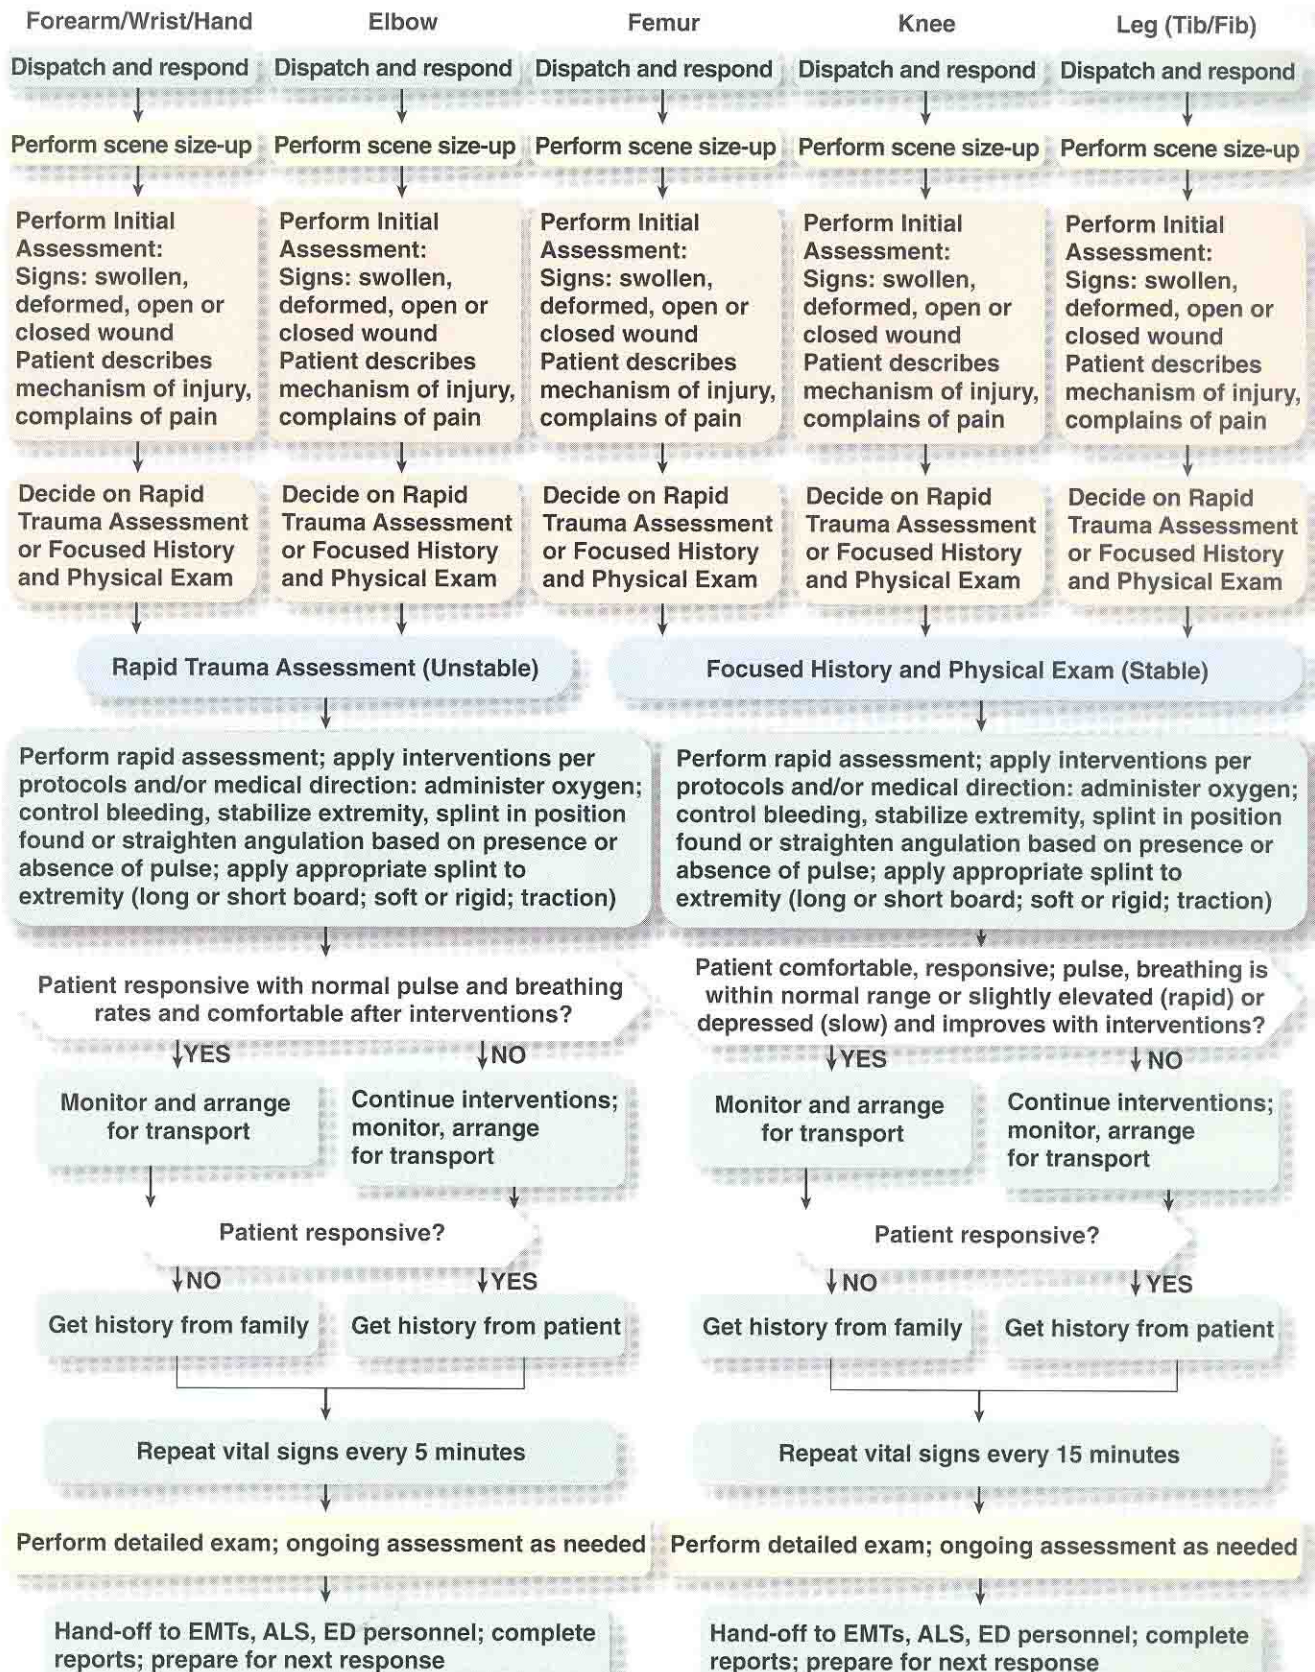 Forearm/Wrist/Hand
Elbow
Femur
Knee
Leg (Tib/Fib)
Dispatch and respond
Dispatch and respond
Dispatch and respond
Dispatch and respond
Dispatch and respond
Perform scene size-up
Perform scene size-up
Perform scene size-up
Perform scene size-up
Perform scene size-up
Perform Initial
Assessment:
Signs: swollen,
deformed, open or
closed wound
Patient describes
mechanism of injury,
complains of pain
Perform Initial
Assessment:
Signs: swollen,
deformed, open or
closed wound
Patient describes
mechanism of injury,
complains of pain
Perform Initial
Assessment:
Signs: swollen,
deformed, open or
closed wound
Patient describes
mechanism of injury,
complains of pain
Perform Initial
Assessment:
Signs: swollen,
deformed, open or
closed wound
Patient describes
mechanism of injury,
complains of pain
Perform Initial
Assessment:
Signs: swollen,
deformed, open or
closed wound
Patient describes
mechanism of injury,
complains of pain
Decide on Rapid
Trauma Assessment
or Focused History
and Physical Exam
Decide on Rapid
Trauma Assessment
or Focused History
and Physical Exam
Decide on Rapid
Trauma Assessment
or Focused History
and Physical Exam
Decide on Rapid
Trauma Assessment
or Focused History
and Physical Exam
Decide on Rapid
Trauma Assessment
or Focused History
and Physical Exam
Rapid Trauma Assessment (Unstable)
Focused History and Physical Exam (Stable)
Perform rapid assessment; apply interventions per
protocols and/or medical direction: administer oxygen;
control bleeding, stabilize extremity, splint in position
found or straighten angulation based on presence or
absence of pulse; apply appropriate splint to
extremity (long or short board; soft or rigid; traction)
Perform rapid assessment; apply interventions per
protocols and/or medical direction: administer oxygen;
control bleeding, stabilize extremity, splint in position
found or straighten angulation based on presence or
absence of pulse; apply appropriate splint to
extremity (long or short board; soft or rigid; traction)
Patient responsive with normal pulse and breathing
rates and comfortable after interventions?
Patient comfortable, responsive; pulse, breathing is
within normal range or slightly elevated (rapid) or
depressed (slow) and improves with interventions?
YES
NO
YES
NO
Monitor and arrange
for transport
Continue interventions;
monitor, arrange
for transport
Monitor and arrange
for transport
Continue interventions;
monitor, arrange
for transport
Patient responsive?
Patient responsive?
NO
YES
NO
YES
Get history from family
Get history from patient
Get history from family
Get history from patient
Repeat vital signs every 5 minutes
Repeat vital signs every 15 minutes
Perform detailed exam; ongoing assessment as needed
Perform detailed exam; ongoing assessment as needed
Hand-off to EMTs, ALS, ED personnel; complete
reports; prepare for next response
Hand-off to EMTs, ALS, ED personnel; complete
reports; prepare for next response